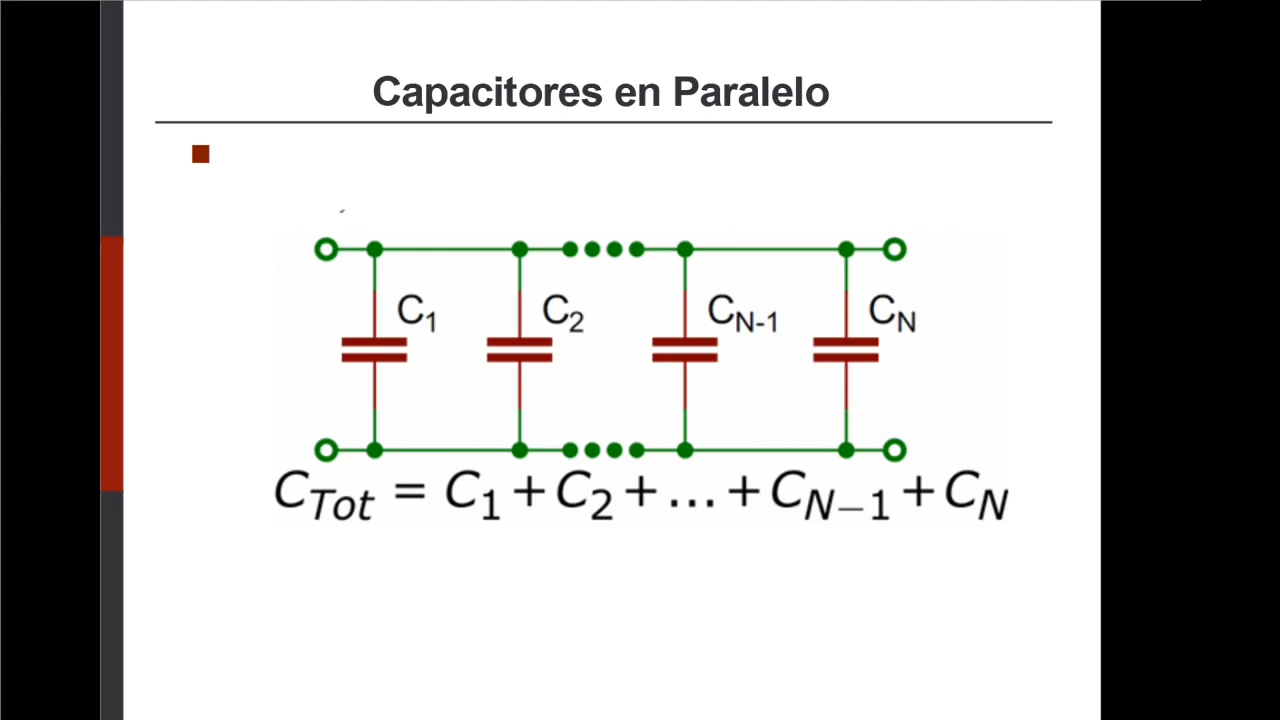 Capacitores en Paralelo
C1 C2 CN-1 CN
CTot = C1 + C2 + ... + CN−1 + CN